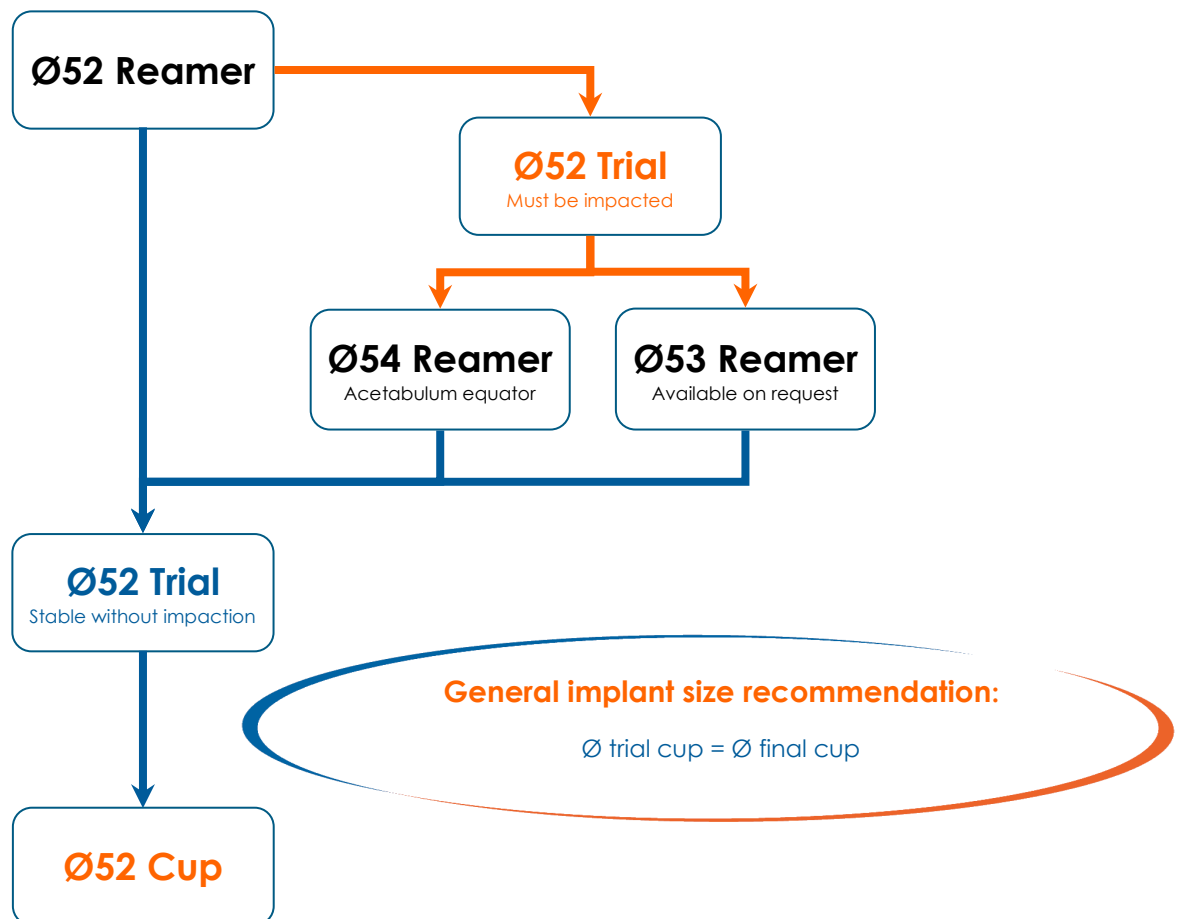 Ø52 Reamer
Ø52 Trial
Must be impacted
Ø54 Reamer
Acetabulum equator
Ø53 Reamer
Available on request
Ø52 Trial
Stable without impaction
General implant size recommendation:
Ø trial cup = Ø final cup
Ø52 Cup